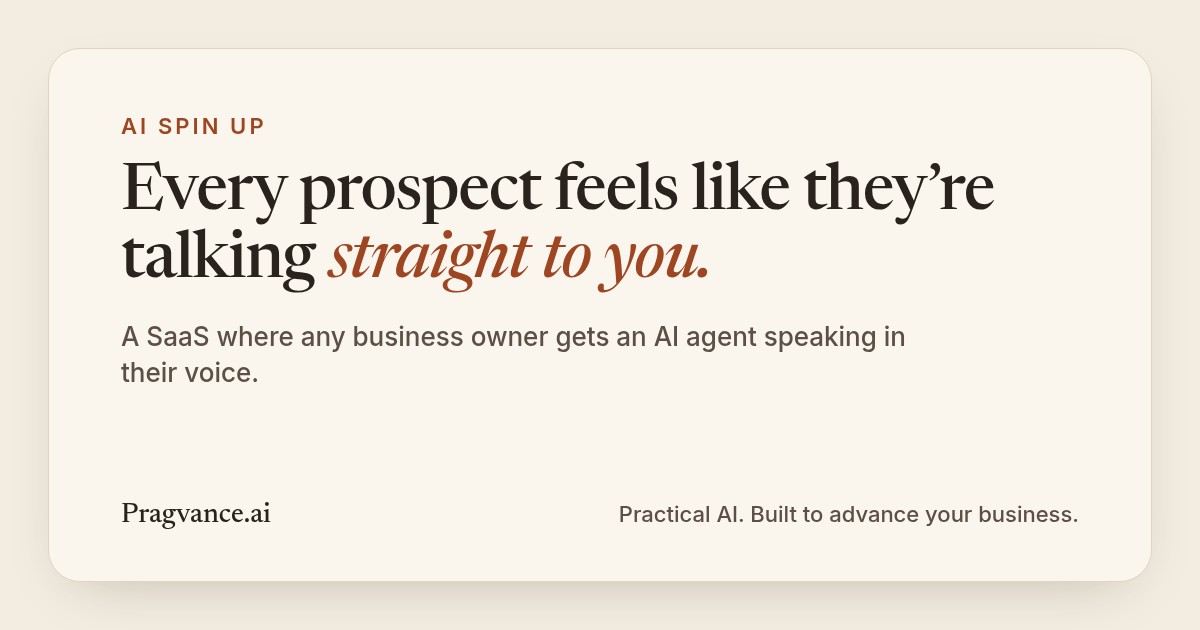 AI SPIN UP
Every prospect feels like they’re
talking straight to you.
A SaaS where any business owner gets an AI agent speaking in
their voice.
Pragvance.ai
Practical AI. Built to advance your business.